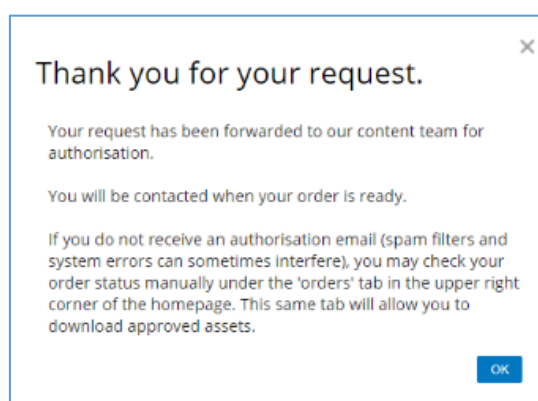 Thank you for your request.
Your request has been forwarded to our content team for
authorisation.
You will be contacted when your order is ready.
If you do not receive an authorisation email (spam filters and
system errors can sometimes interfere), you may check your
order status manually under the 'orders' tab in the upper right
corner of the homepage. This same tab will allow you to
download approved assets.
OK